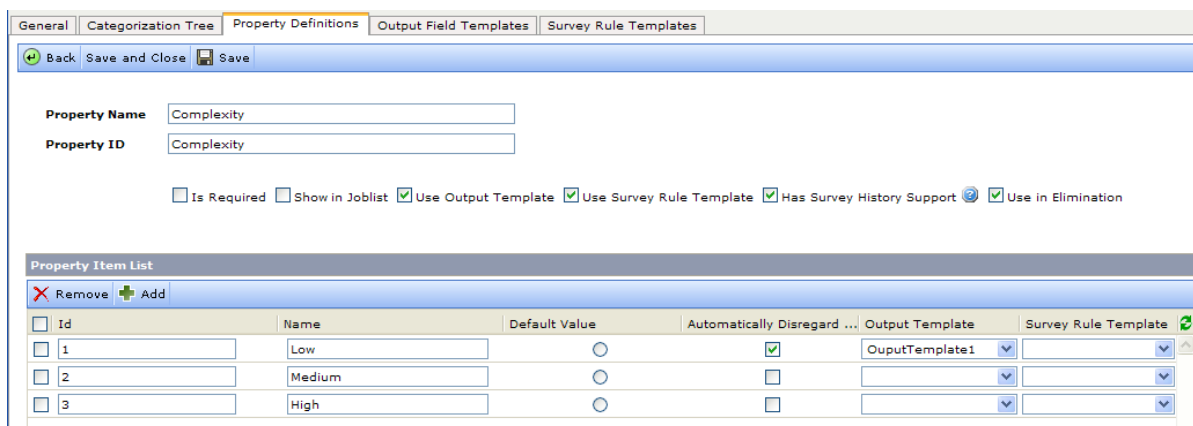 General Categorization Tree Property Definitions Output Field Templates Survey Rule Templates
Back Save and Close Save
Property Name Complexity
Property ID Complexity
Is Required Show in Joblist Use Output Template Use Survey Rule Template Has Survey History Support Use in Elimination
Property Item List
Remove Add
Id Name Default Value Automatically Disregard ... Output Template Survey Rule Template
1 Low OuputTemplate1
2 Medium
3 High